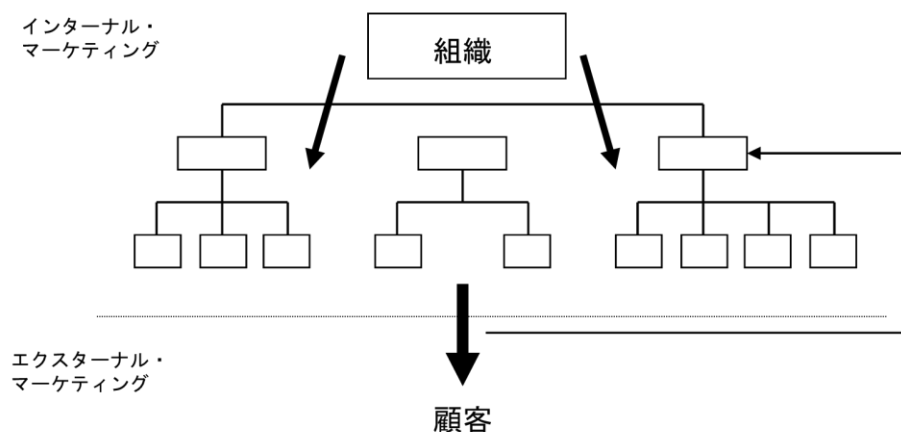 インターナル・
マーケティング
組織
エクスターナル・
マーケティング
顧客